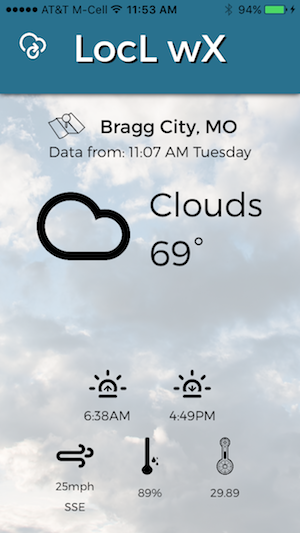 AT&T M-Cell 11:53 AM 94%
LocL wX
Bragg City, MO
Data from: 11:07 AM Tuesday
Clouds
69°
6:38AM 4:49PM
25mph 89% 29.89
SSE